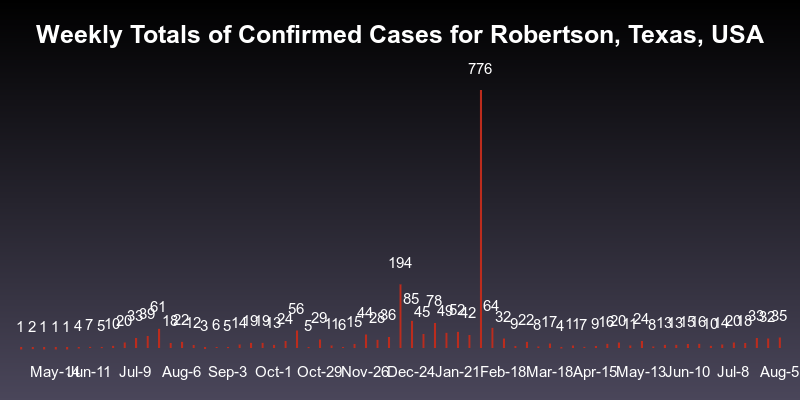 Weekly Totals of Confirmed Cases for Robertson, Texas, USA
776
194
1 2 1 1 1 4 7 5 10 20 33 39 61 18 22 12 3 6 5 14 19 19 13 24 56 5 29 11 6 15 44 28 36 85 45 78 49 52 42 64 32 9 22 8 17 4 11 7 9 16 20 11 24 8 13 13 15 16 10 14 20 18 33 32 35
May-14 Jun-11 Jul-9 Aug-6 Sep-3 Oct-1 Oct-29 Nov-26 Dec-24 Jan-21 Feb-18 Mar-18 Apr-15 May-13 Jun-10 Jul-8 Aug-5